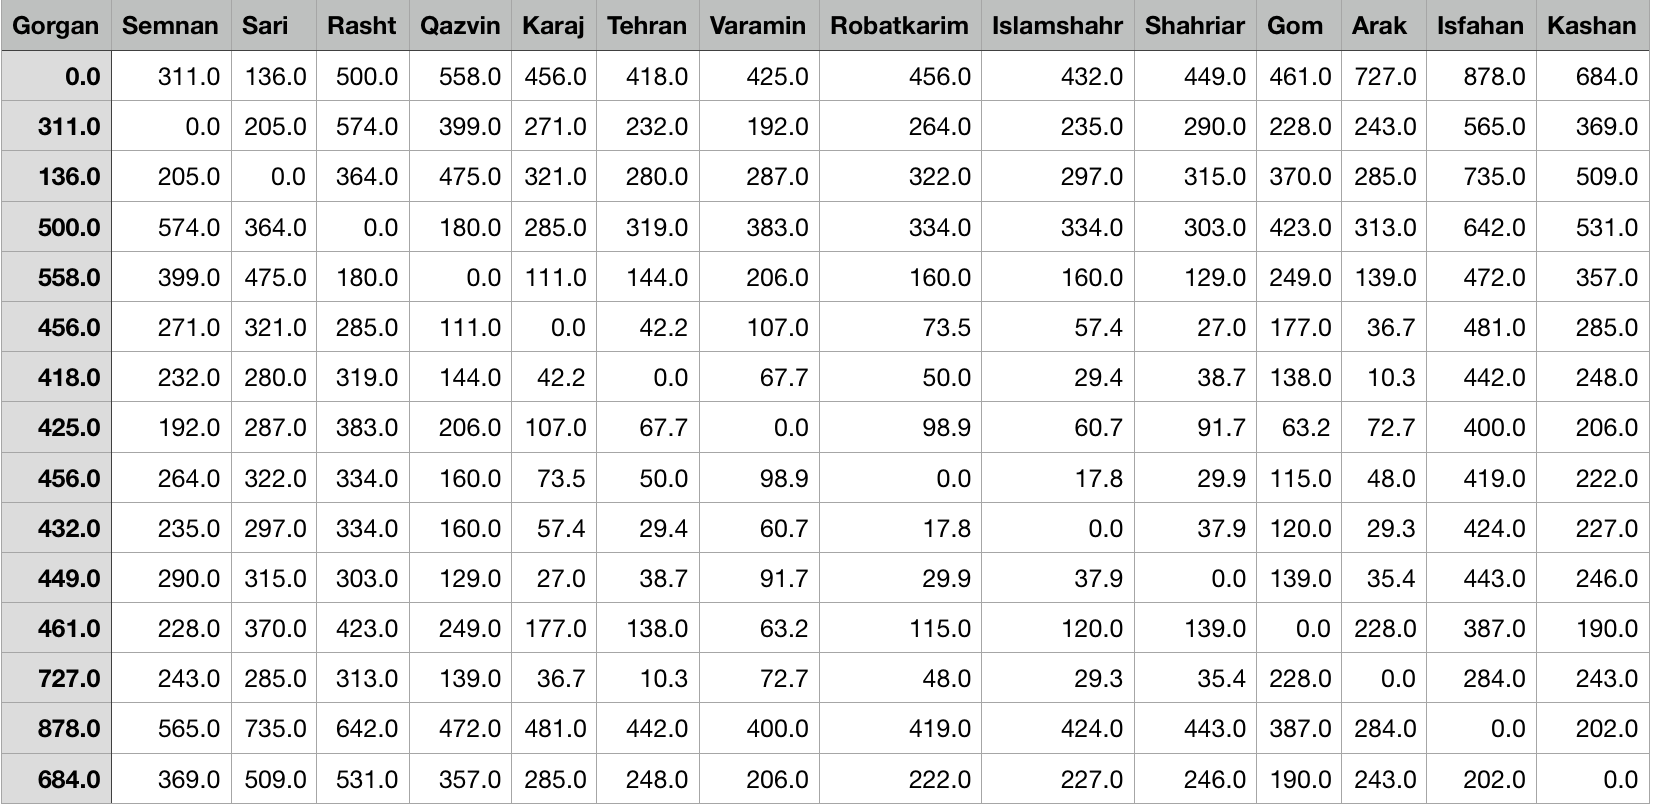 Gorgan Semnan Sari Rasht Qazvin Karaj Tehran Varamin Robatkarim Islamshahr Shahriar Gom Arak Isfahan Kashan
0.0 311.0 136.0 500.0 558.0 456.0 418.0 425.0 456.0 432.0 449.0 461.0 727.0 878.0 684.0
311.0 0.0 205.0 574.0 399.0 271.0 232.0 192.0 264.0 235.0 290.0 228.0 243.0 565.0 369.0
136.0 205.0 0.0 364.0 475.0 321.0 280.0 287.0 322.0 297.0 315.0 370.0 285.0 735.0 509.0
500.0 574.0 364.0 0.0 180.0 285.0 319.0 383.0 334.0 334.0 303.0 423.0 313.0 642.0 531.0
558.0 399.0 475.0 180.0 0.0 111.0 144.0 206.0 160.0 160.0 129.0 249.0 139.0 472.0 357.0
456.0 271.0 321.0 285.0 111.0 0.0 42.2 107.0 73.5 57.4 27.0 177.0 36.7 481.0 285.0
418.0 232.0 280.0 319.0 144.0 42.2 0.0 67.7 50.0 29.4 38.7 138.0 10.3 442.0 248.0
425.0 192.0 287.0 383.0 206.0 107.0 67.7 0.0 98.9 60.7 91.7 63.2 72.7 400.0 206.0
456.0 264.0 322.0 334.0 160.0 73.5 50.0 98.9 0.0 17.8 29.9 115.0 48.0 419.0 222.0
432.0 235.0 297.0 334.0 160.0 57.4 29.4 60.7 17.8 0.0 37.9 120.0 29.3 424.0 227.0
449.0 290.0 315.0 303.0 129.0 27.0 38.7 91.7 29.9 37.9 0.0 139.0 35.4 443.0 246.0
461.0 228.0 370.0 423.0 249.0 177.0 138.0 63.2 115.0 120.0 139.0 0.0 228.0 387.0 190.0
727.0 243.0 285.0 313.0 139.0 36.7 10.3 72.7 48.0 29.3 35.4 228.0 0.0 284.0 243.0
878.0 565.0 735.0 642.0 472.0 481.0 442.0 400.0 419.0 424.0 443.0 387.0 284.0 0.0 202.0
684.0 369.0 509.0 531.0 357.0 285.0 248.0 206.0 222.0 227.0 246.0 190.0 243.0 202.0 0.0